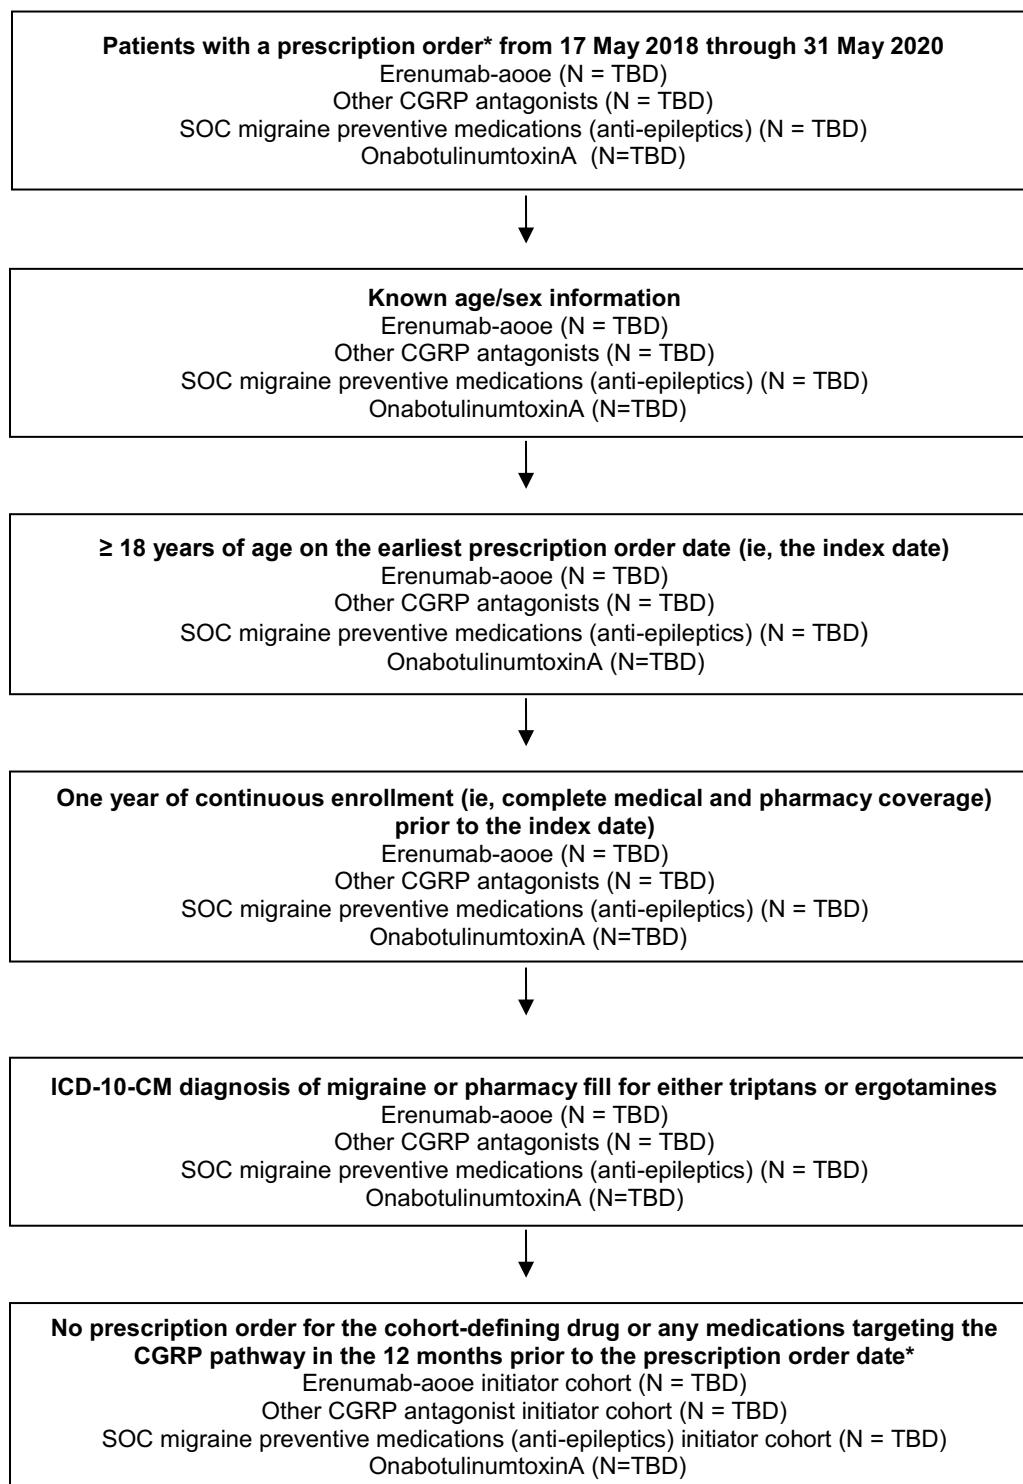 Patients with a prescription order* from 17 May 2018 through 31 May 2020
Erenumab-aooe (N = TBD)
Other CGRP antagonists (N = TBD)
SOC migraine preventive medications (anti-epileptics) (N = TBD)
OnabotulinumtoxinA (N=TBD)
Known age/sex information
Erenumab-aooe (N = TBD)
Other CGRP antagonists (N = TBD)
SOC migraine preventive medications (anti-epileptics) (N = TBD)
OnabotulinumtoxinA (N=TBD)
≥ 18 years of age on the earliest prescription order date (ie, the index date)
Erenumab-aooe (N = TBD)
Other CGRP antagonists (N = TBD)
SOC migraine preventive medications (anti-epileptics) (N = TBD)
OnabotulinumtoxinA (N=TBD)
One year of continuous enrollment (ie, complete medical and pharmacy coverage)
prior to the index date)
Erenumab-aooe (N = TBD)
Other CGRP antagonists (N = TBD)
SOC migraine preventive medications (anti-epileptics) (N = TBD)
OnabotulinumtoxinA (N=TBD)
ICD-10-CM diagnosis of migraine or pharmacy fill for either triptans or ergotamines
Erenumab-aooe (N = TBD)
Other CGRP antagonists (N = TBD)
SOC migraine preventive medications (anti-epileptics) (N = TBD)
OnabotulinumtoxinA (N=TBD)
No prescription order for the cohort-defining drug or any medications targeting the
CGRP pathway in the 12 months prior to the prescription order date*
Erenumab-aooe initiator cohort (N = TBD)
Other CGRP antagonist initiator cohort (N = TBD)
SOC migraine preventive medications (anti-epileptics) initiator cohort (N = TBD)
OnabotulinumtoxinA (N=TBD)